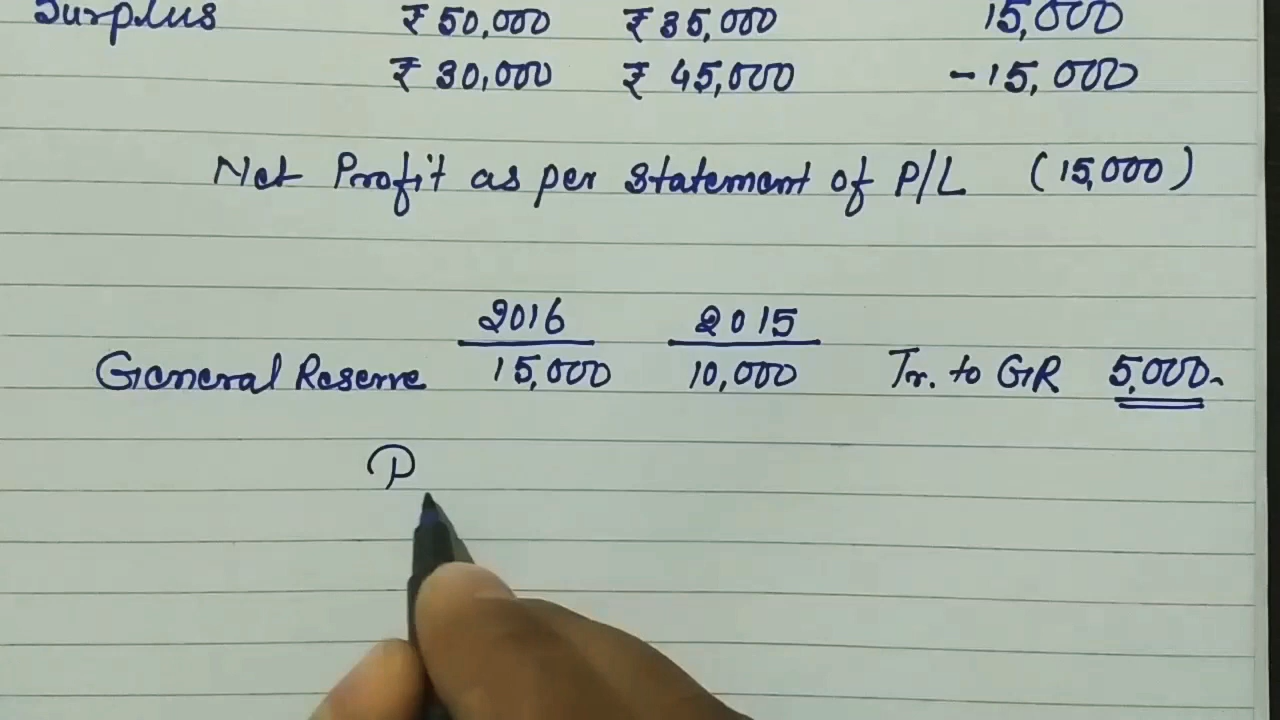 Surplus ₹ 50,000 ₹ 35,000 15,000
₹ 30,000 ₹ 45,000 -15,000
Net Profit as per Statement of P/L (15,000)
2016 2015
General Reserve 15,000 10,000 Tr. to GR 5,000
P